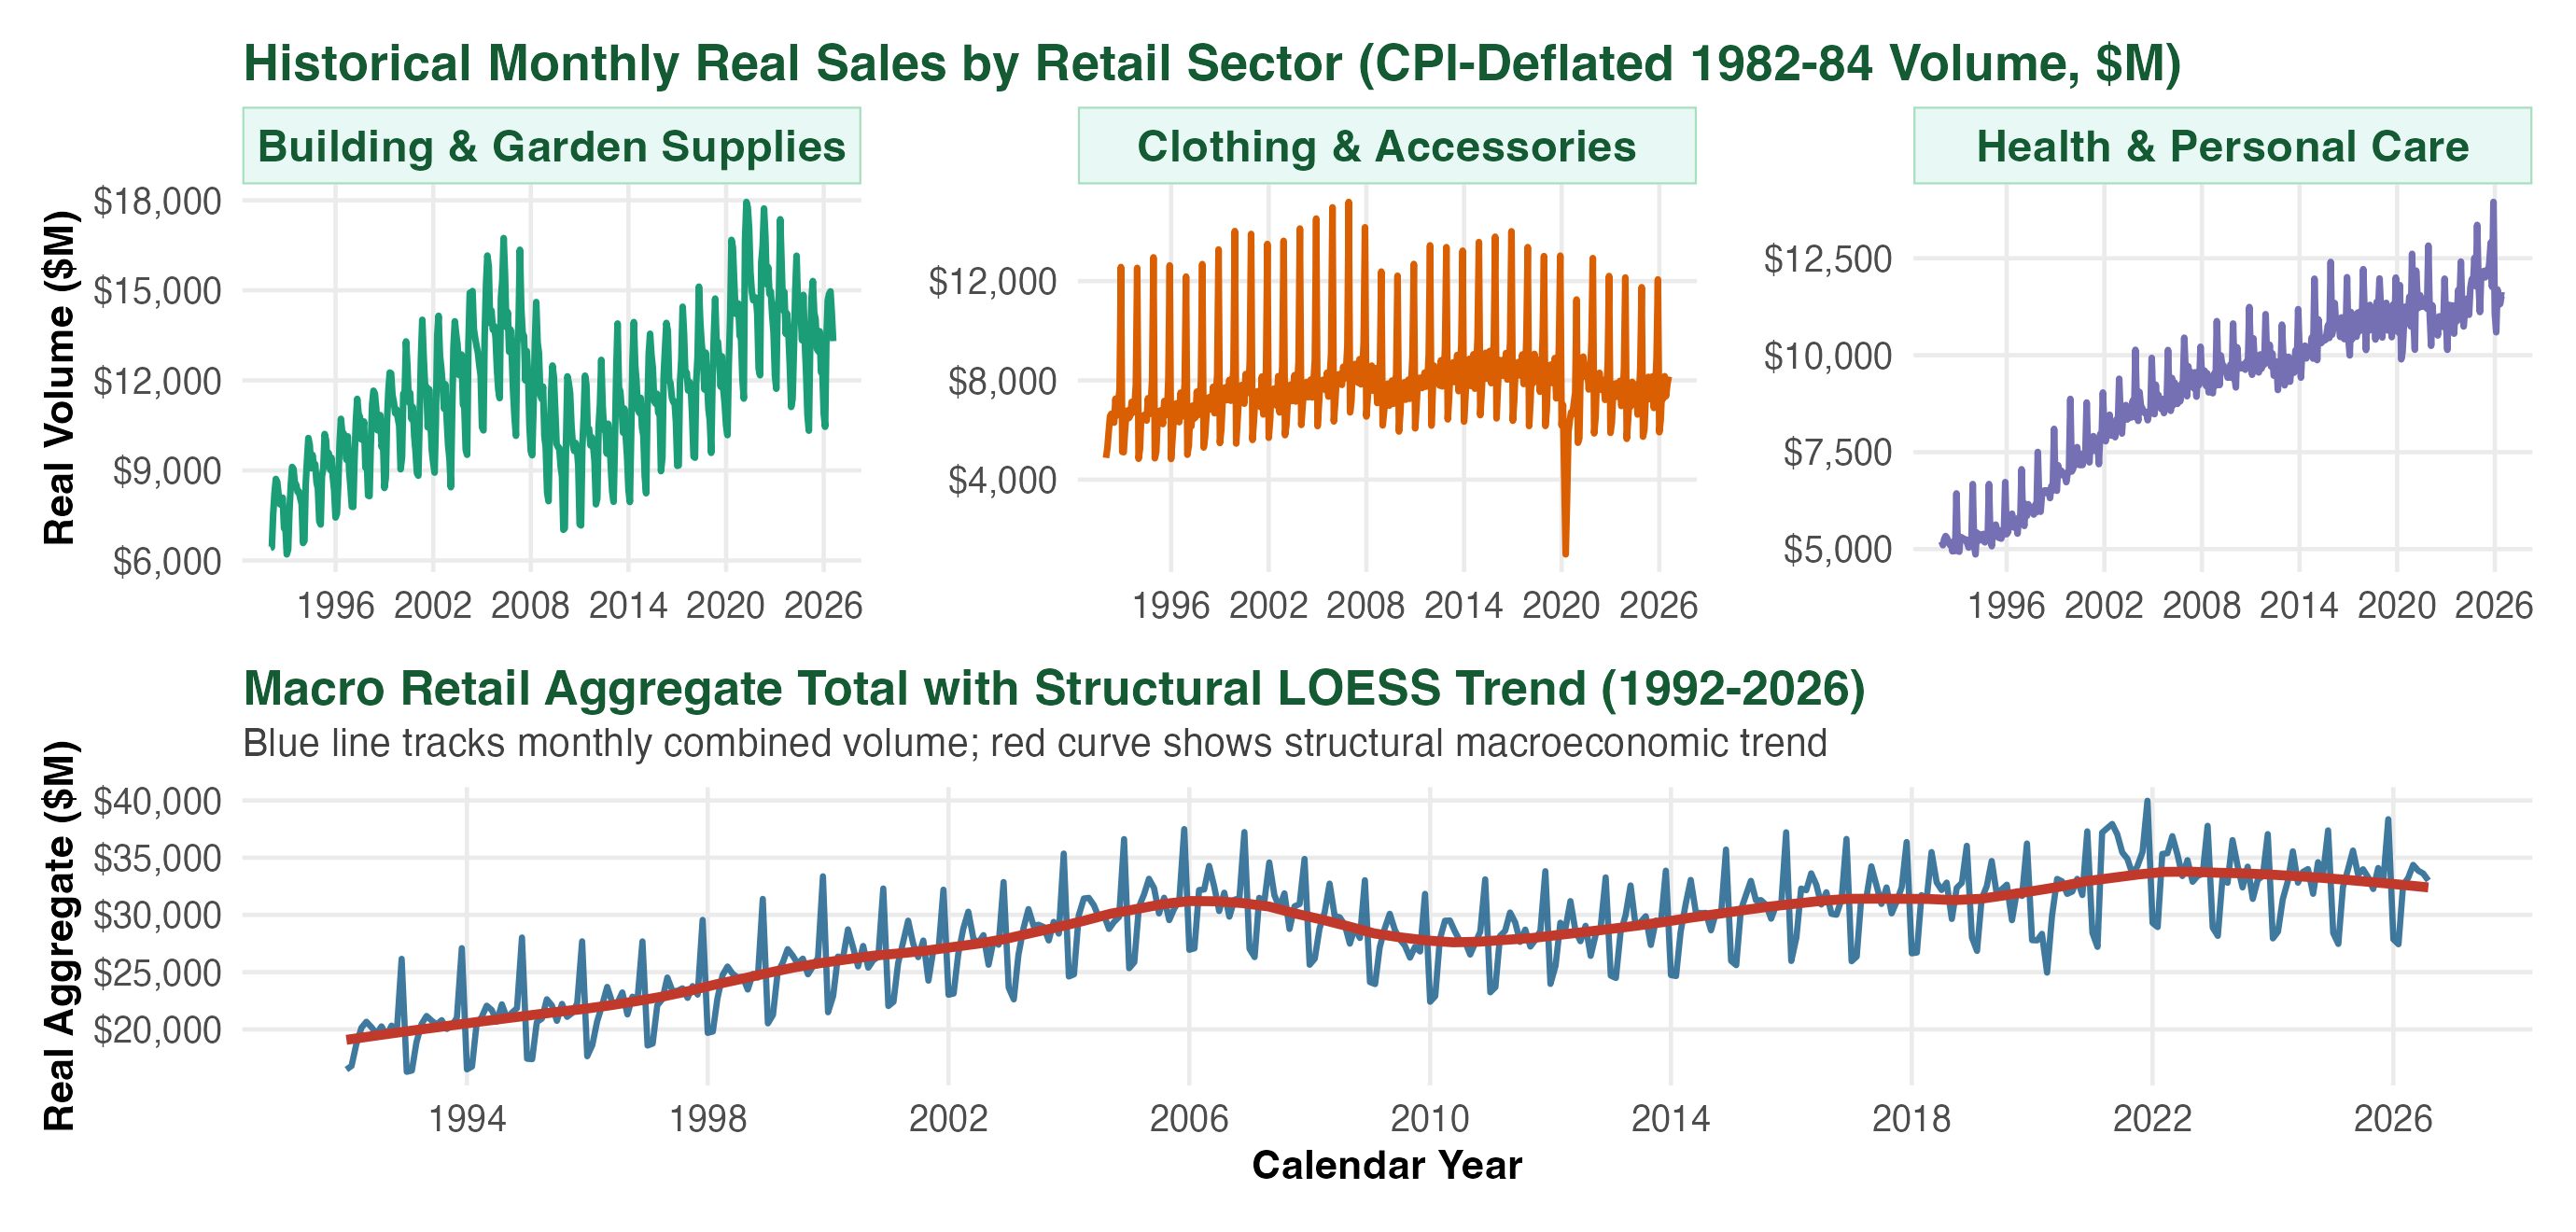 Historical Monthly Real Sales by Retail Sector (CPI-Deflated 1982-84 Volume, $M)
Building & Garden Supplies
Clothing & Accessories
Health & Personal Care
Real Volume ($M)
$18,000
$15,000
$12,000
$9,000
$6,000
1996 2002 2008 2014 2020 2026
$12,000
$8,000
$4,000
1996 2002 2008 2014 2020 2026
$12,500
$10,000
$7,500
$5,000
1996 2002 2008 2014 2020 2026
Macro Retail Aggregate Total with Structural LOESS Trend (1992-2026)
Blue line tracks monthly combined volume; red curve shows structural macroeconomic trend
Real Aggregate ($M)
$40,000
$35,000
$30,000
$25,000
$20,000
1994 1998 2002 2006 2010 2014 2018 2022 2026
Calendar Year